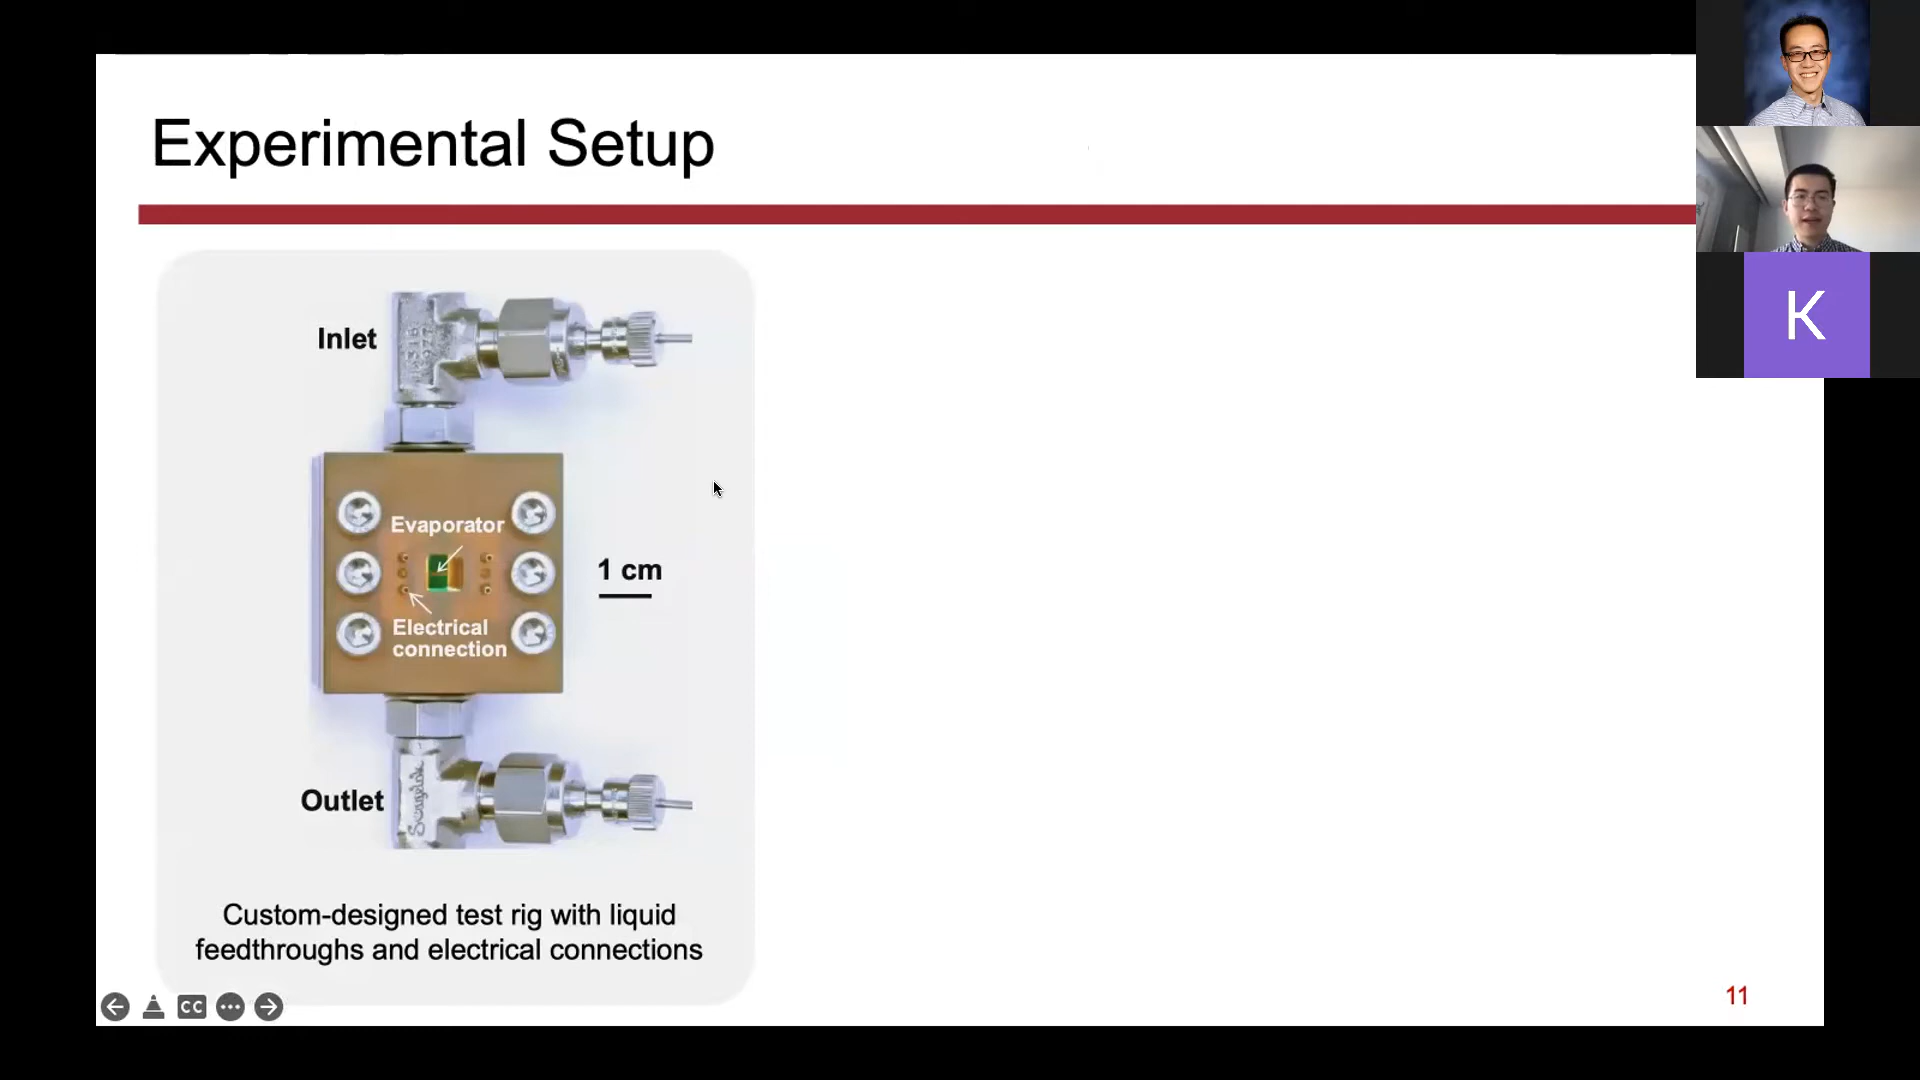 Experimental Setup
Inlet
Evaporator
1 cm
Electrical
connection
Outlet
Custom-designed test rig with liquid
feedthroughs and electrical connections
CC
11
K